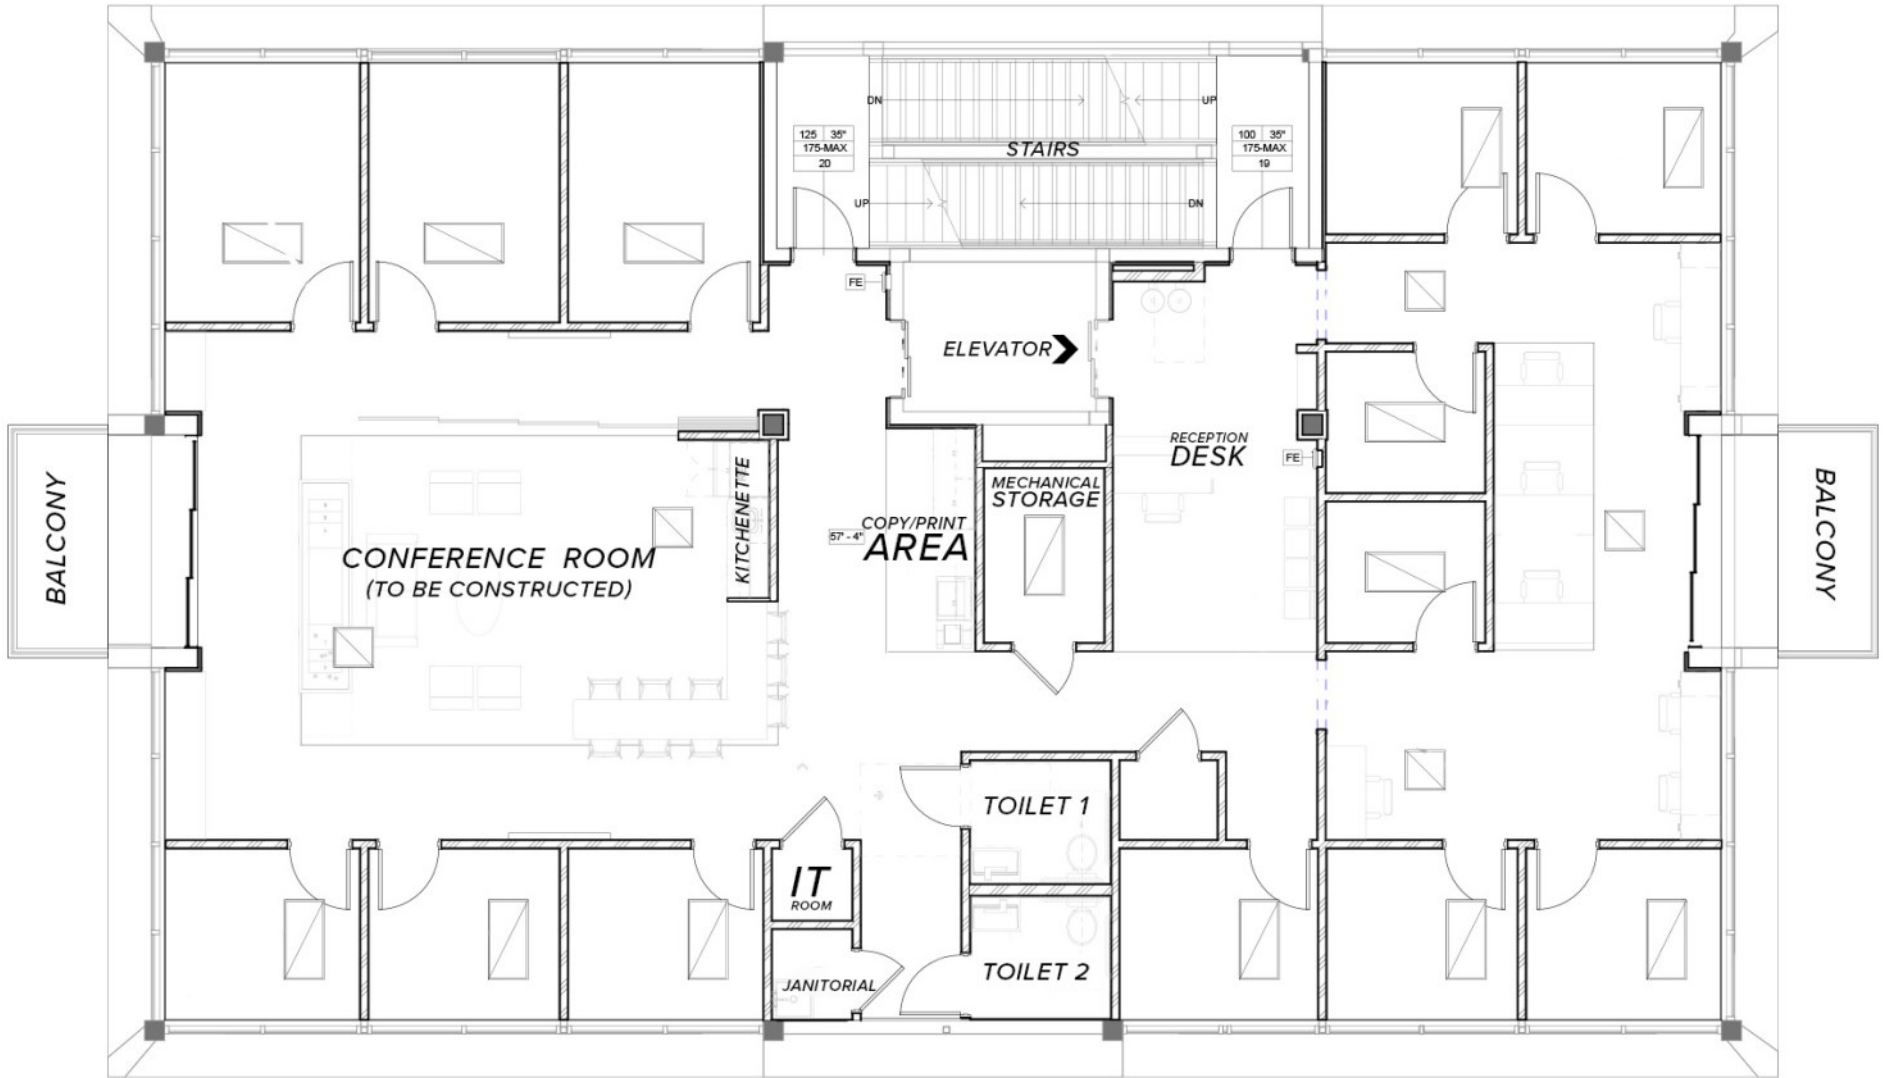 DN
UP
125 35"
175-MAX
20
STAIRS
100 35"
175-MAX
19
UP
DN
FE
ELEVATOR
RECEPTION
DESK
FE
BALCONY
KITCHENETTE
MECHANICAL
STORAGE
COPY/PRINT
AREA
57' - 4"
CONFERENCE ROOM
(TO BE CONSTRUCTED)
BALCONY
TOILET 1
IT
ROOM
TOILET 2
JANITORIAL